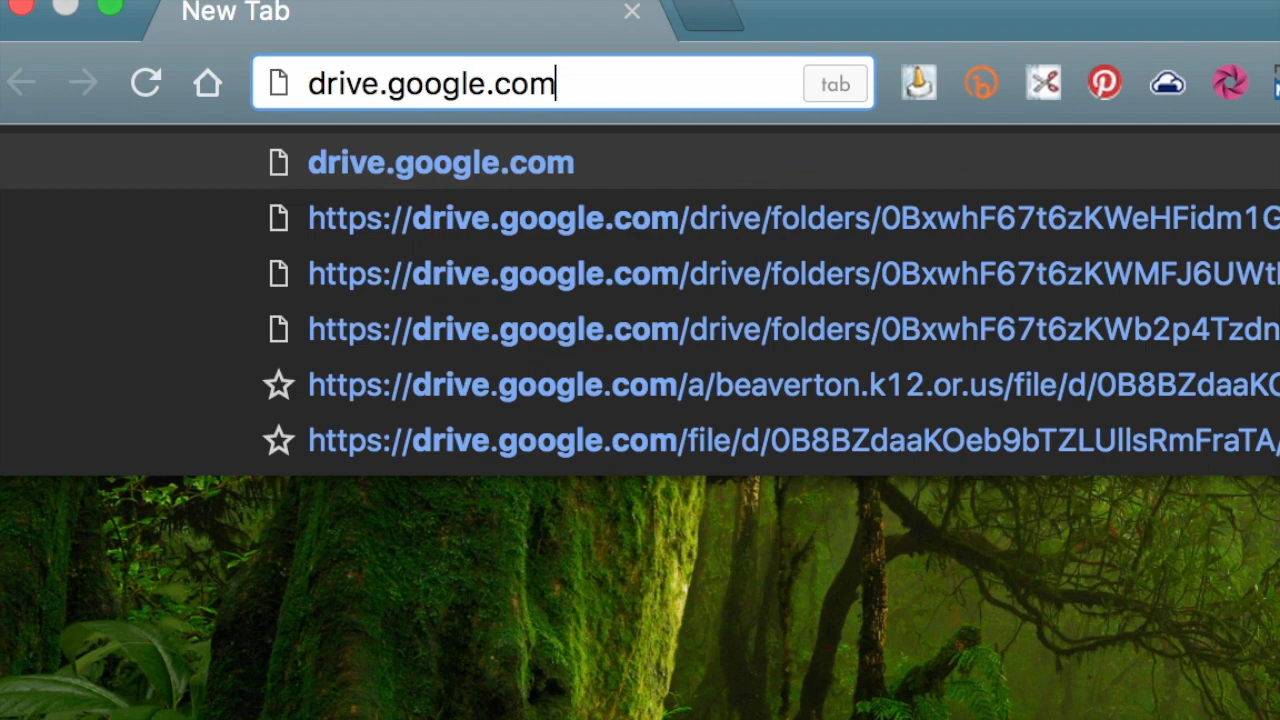 New Tab
drive.google.com tab
drive.google.com
https://drive.google.com/drive/folders/0BxwhF67t6zKWeHFidm1G
https://drive.google.com/drive/folders/0BxwhF67t6zKWMFJ6UWtl
https://drive.google.com/drive/folders/0BxwhF67t6zKWb2p4Tzdn
https://drive.google.com/a/beaverton.k12.or.us/file/d/0B8BZdaaKO
https://drive.google.com/file/d/0B8BZdaaKOeb9bTZLUllsRmFraTA/